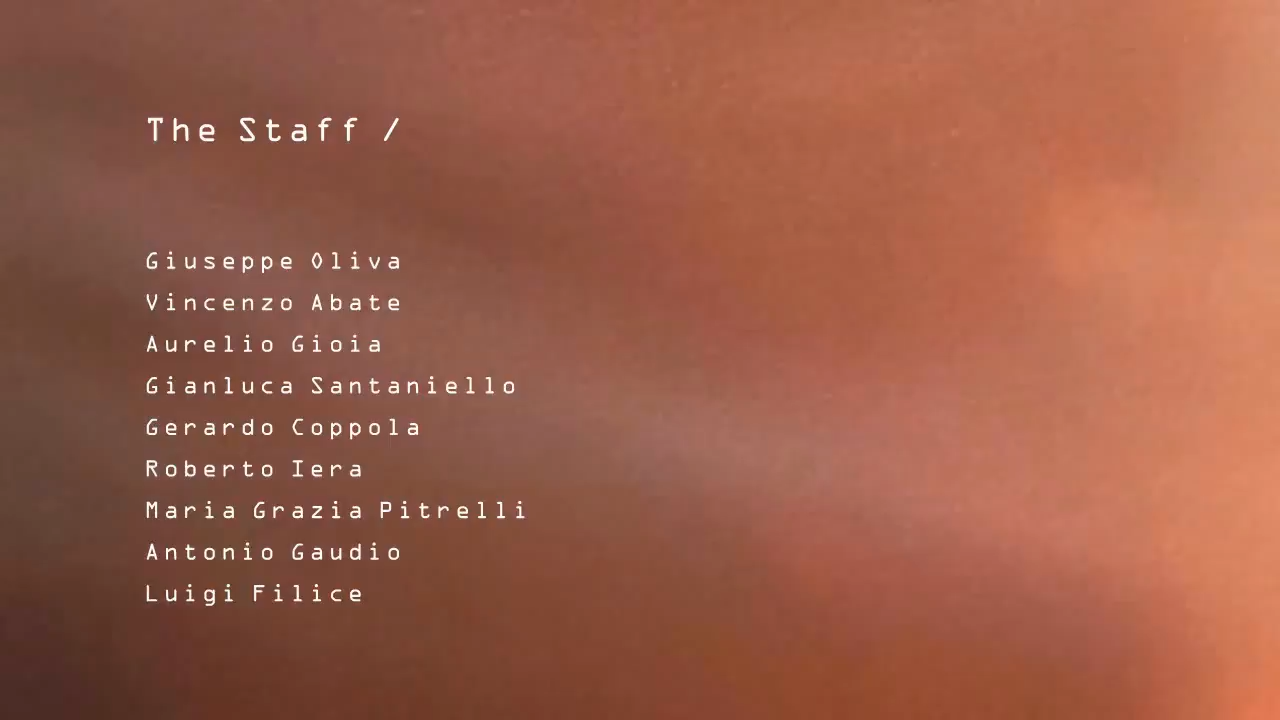 The Staff /
Giuseppe Oliva
Vincenzo Abate
Aurelio Gioia
Gianluca Santaniello
Gerardo Coppola
Roberto Iera
Maria Grazia Pitrelli
Antonio Gaudio
Luigi Filice